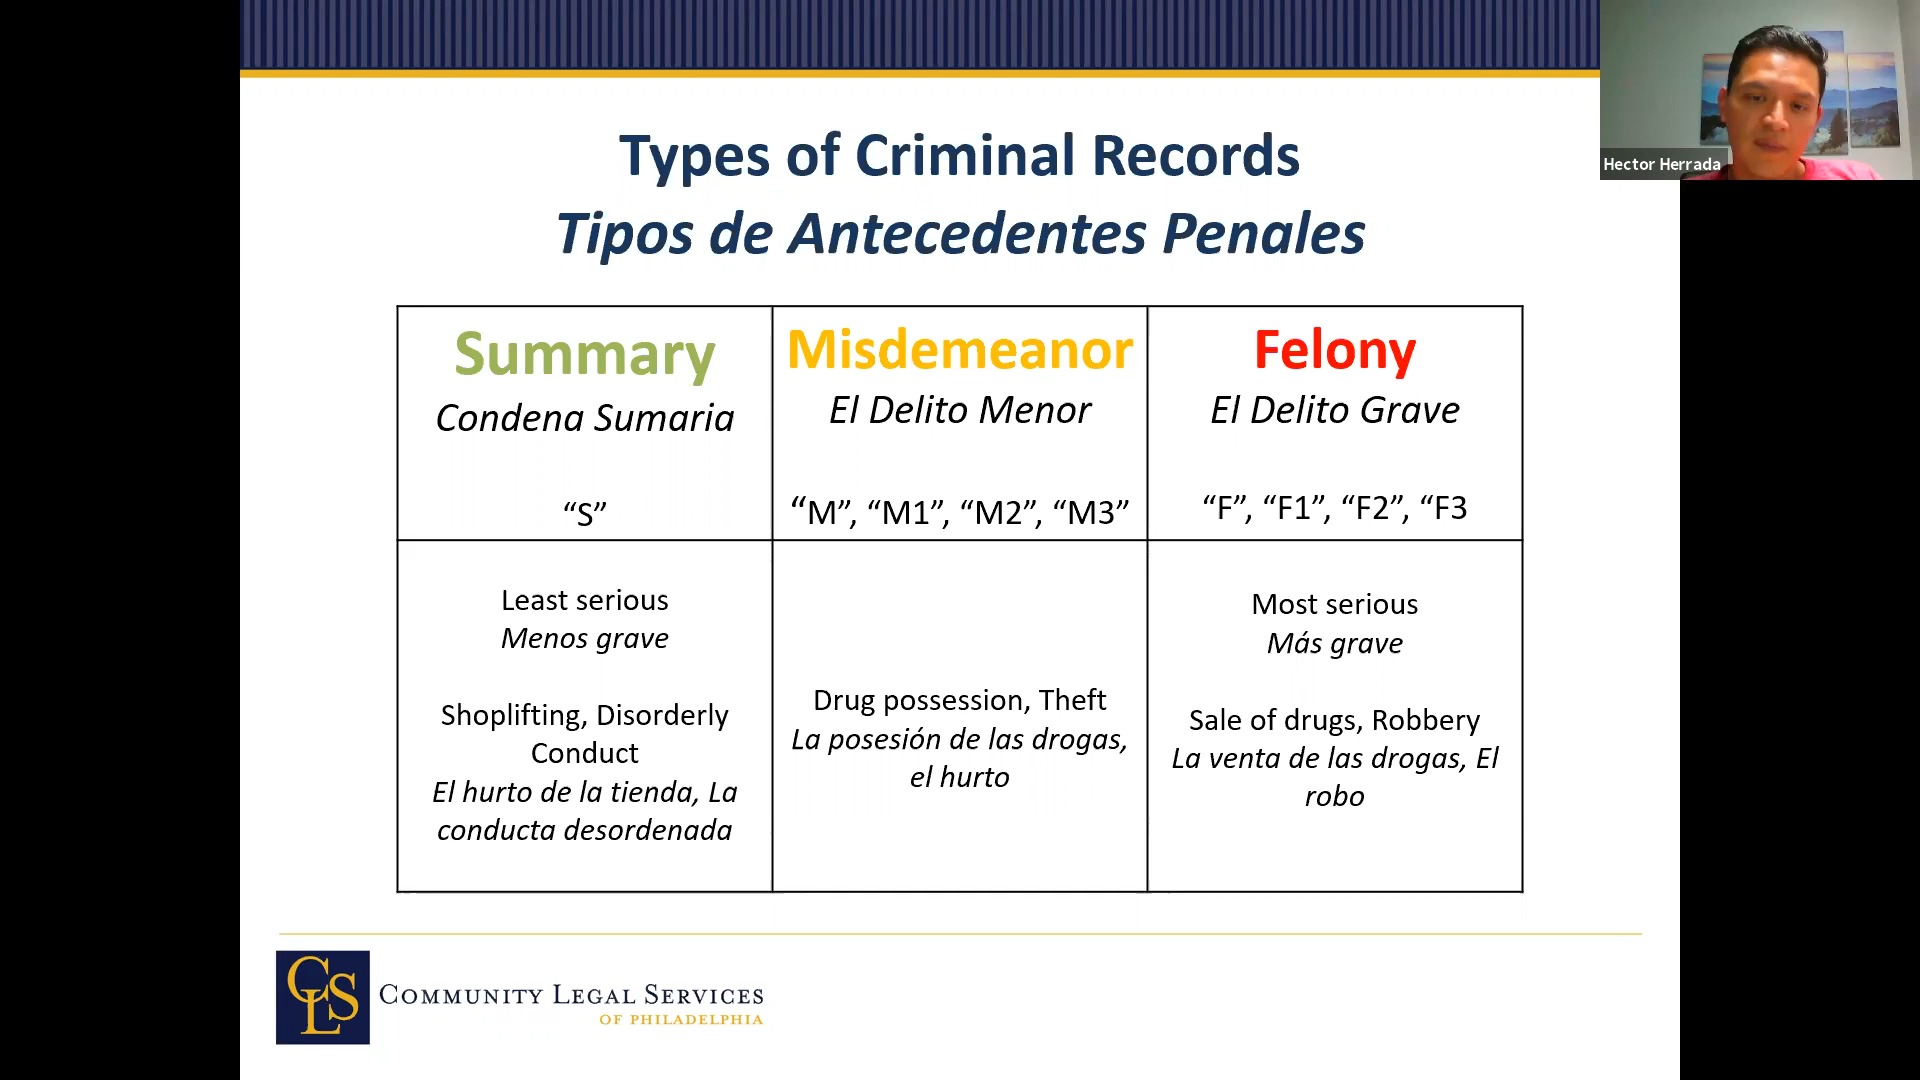 Types of Criminal Records
Tipos de Antecedentes Penales
Hector Herrada
Summary
Condena Sumaria
“S”
Misdemeanor
El Delito Menor
“M”, “M1”, “M2”, “M3”
Felony
El Delito Grave
“F”, “F1”, “F2”, “F3
Least serious
Menos grave
Shoplifting, Disorderly
Conduct
El hurto de la tienda, La
conducta desordenada
Drug possession, Theft
La posesión de las drogas,
el hurto
Most serious
Más grave
Sale of drugs, Robbery
La venta de las drogas, El
robo
CLS
COMMUNITY LEGAL SERVICES
OF PHILADELPHIA